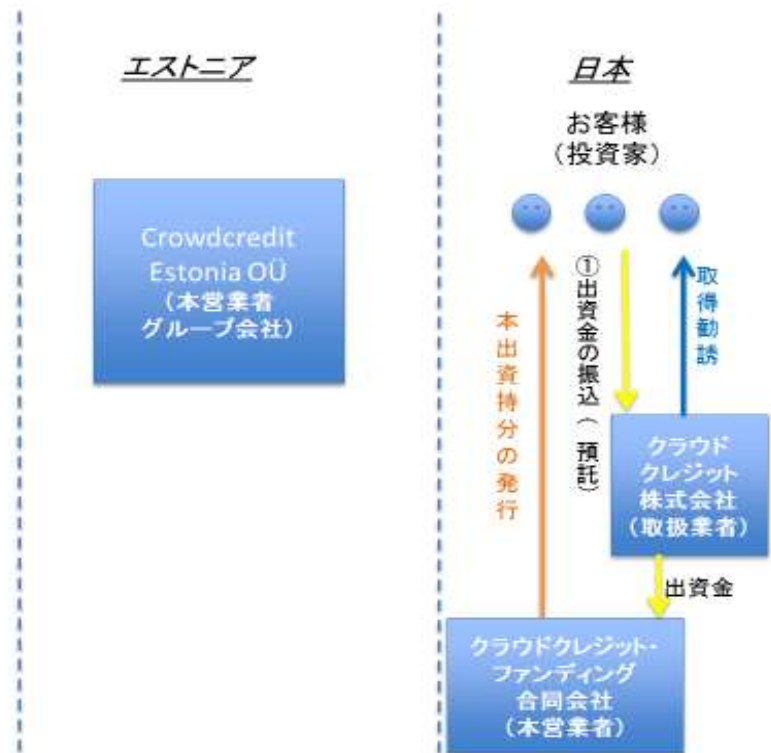 エストニア
Crowdcredit
Estonia OÜ
(本営業者
グループ会社)
日本
お客様
(投資家)
本出資持分の発行
①出資金の振込(預託)
取得勧誘
クラウド
クレジット
株式会社
(取扱業者)
出資金
クラウドクレジット・
ファンディング
合同会社
(本営業者)